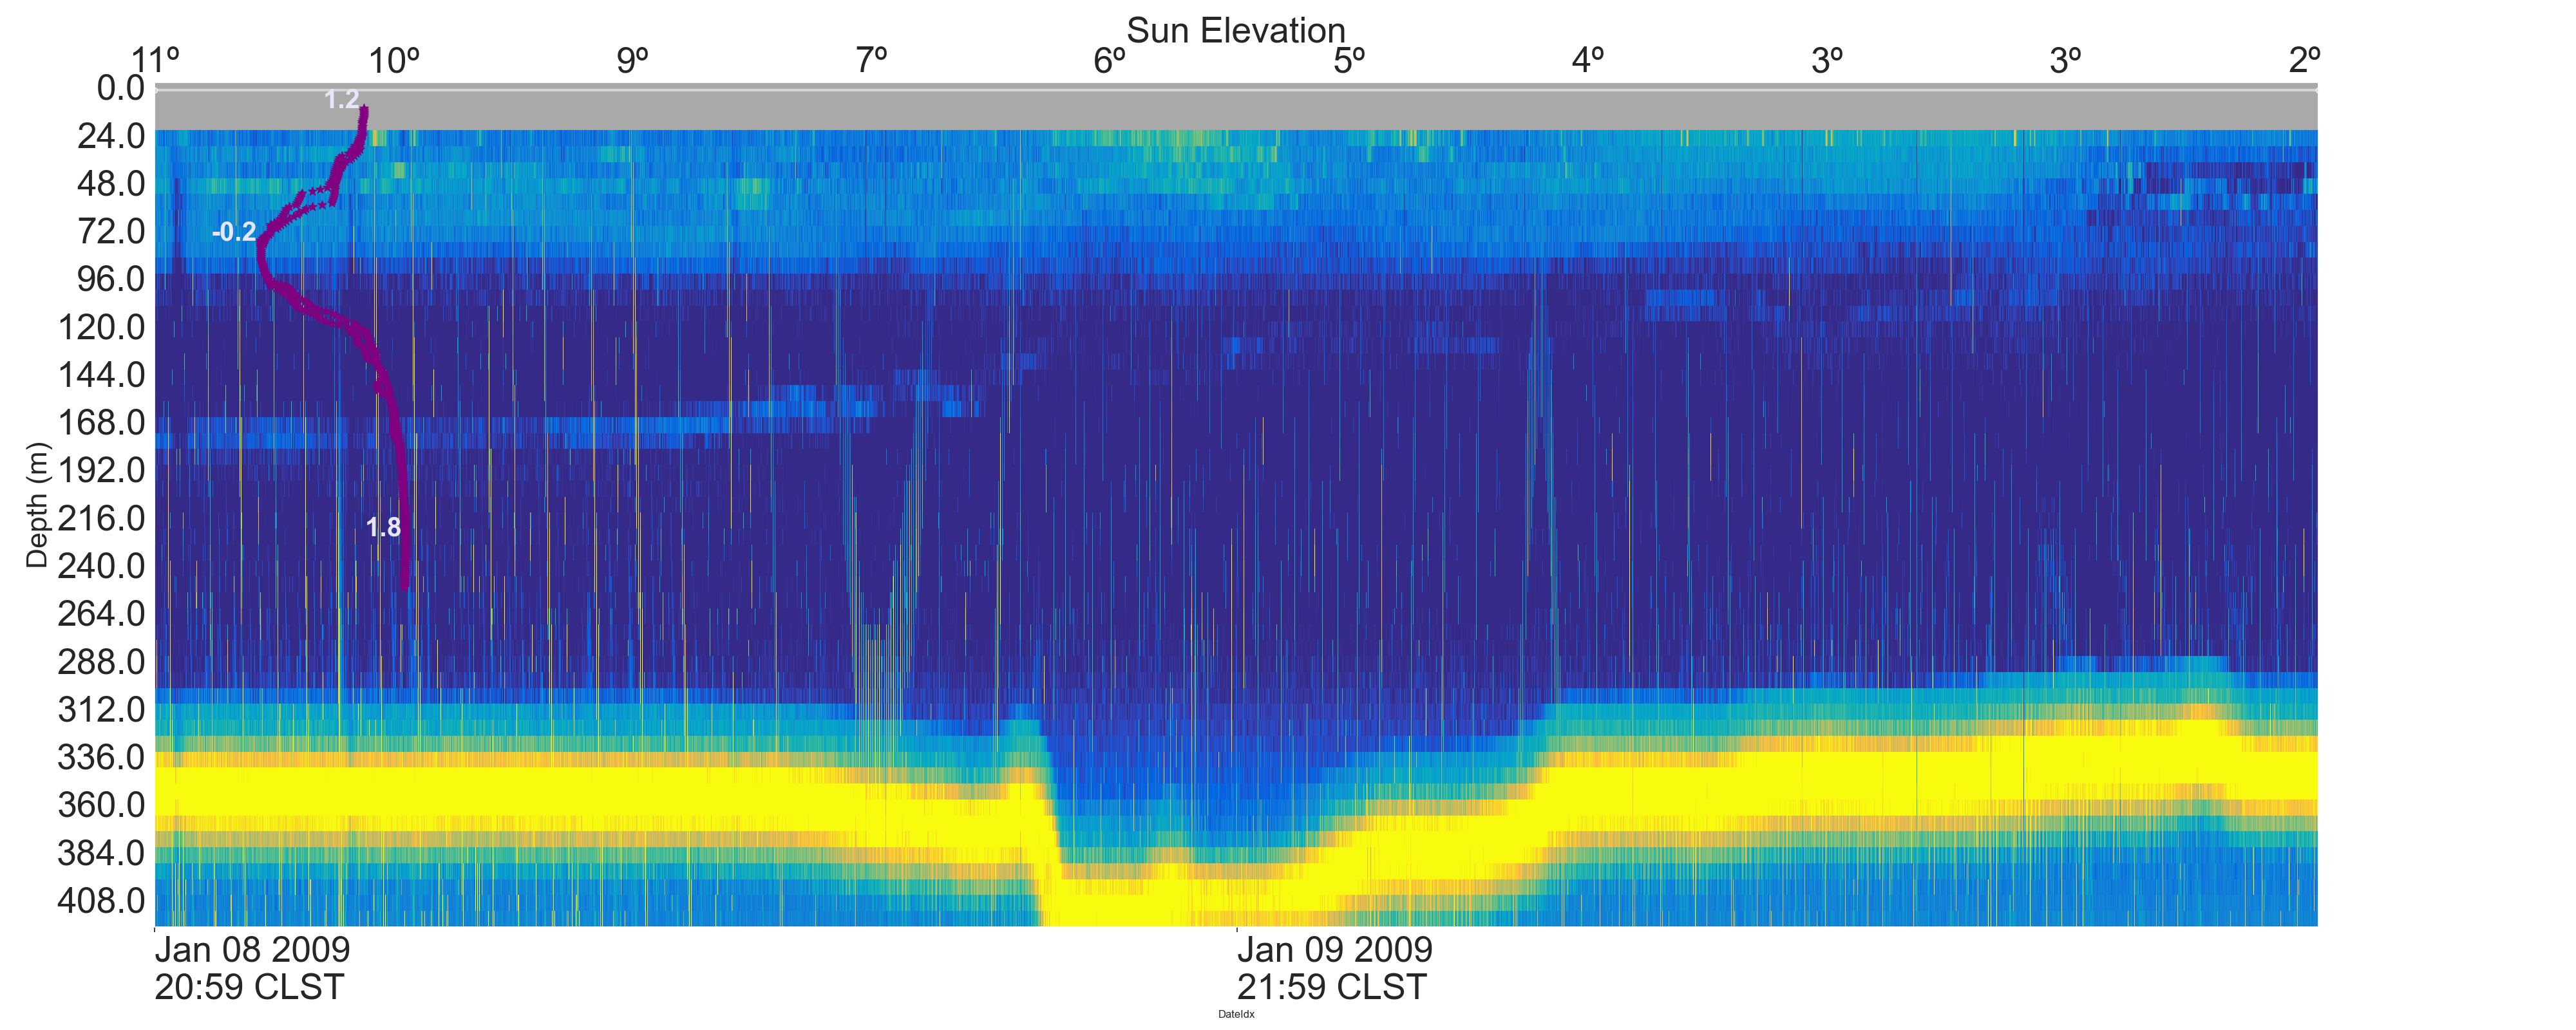 Sun Elevation
11º 10º 9º 7º 6º 5º 4º 3º 3º 2º
0.0
24.0
48.0
72.0
96.0
120.0
144.0
168.0
192.0
216.0
240.0
264.0
288.0
312.0
336.0
360.0
384.0
408.0
Depth (m)
1.2
-0.2
1.8
Jan 08 2009
20:59 CLST
Jan 09 2009
21:59 CLST
DateIdx